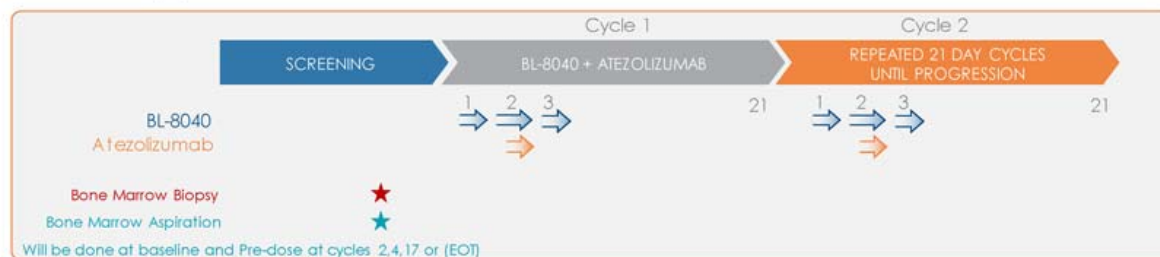 Cycle 1 Cycle 2
SCREENING BL-8040 + ATEZOLIZUMAB REPEATED 21 DAY CYCLES
UNTIL PROGRESSION
1 2 3 21 1 2 3 21
BL-8040
Atezolizumab
Bone Marrow Biopsy
Bone Marrow Aspiration
Will be done at baseline and Pre-dose at cycles 2,4,17 or (EOT)